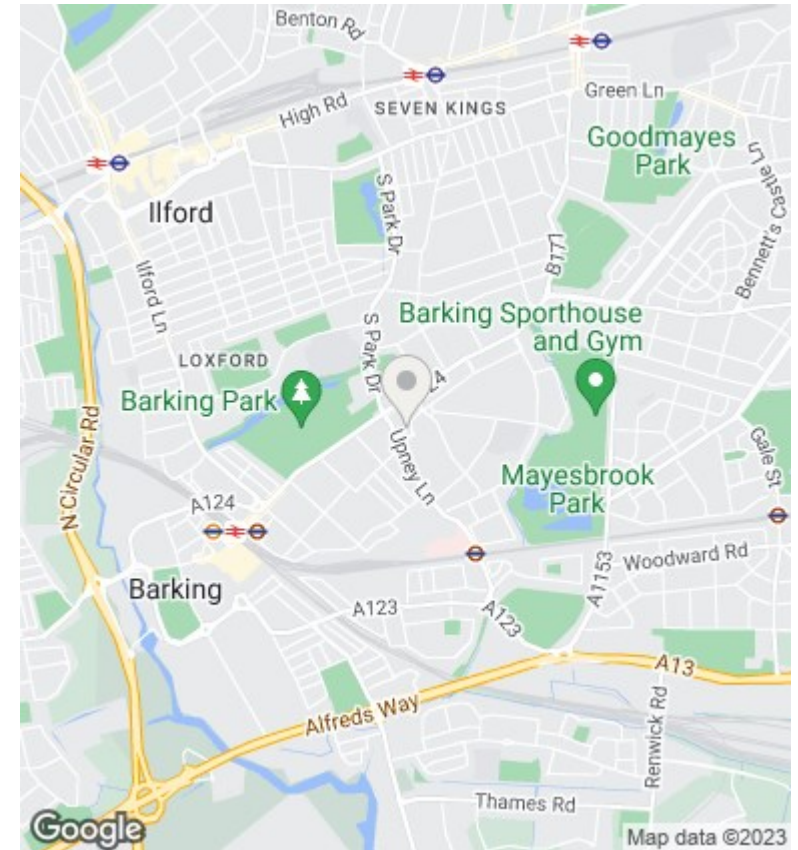 Benton Rd
Green Ln
High Rd
SEVEN KINGS
Goodmayes
Park
Ilford
S Park Dr
Bennett's Castle Ln
B177
Ilford Ln
S Park Dr
Barking Sporthouse
and Gym
LOXFORD
Barking Park
Upney Ln
Gale St
N Circular Rd
Mayesbrook
Park
A124
Woodward Rd
Barking
A1153
A123
A123
A13
Alfreds Way
Renwick Rd
Thames Rd
Google
Map data ©2023